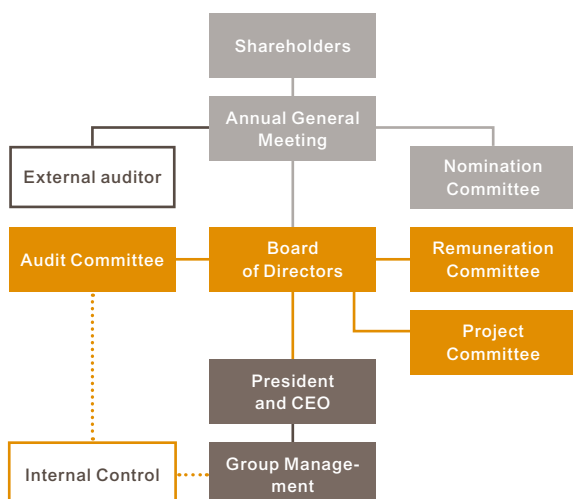 Shareholders
Annual General
Meeting
External auditor
Nomination
Committee
Audit Committee
Board
of Directors
Remuneration
Committee
Project
Committee
President
and CEO
Internal Control
Group Manage-
ment